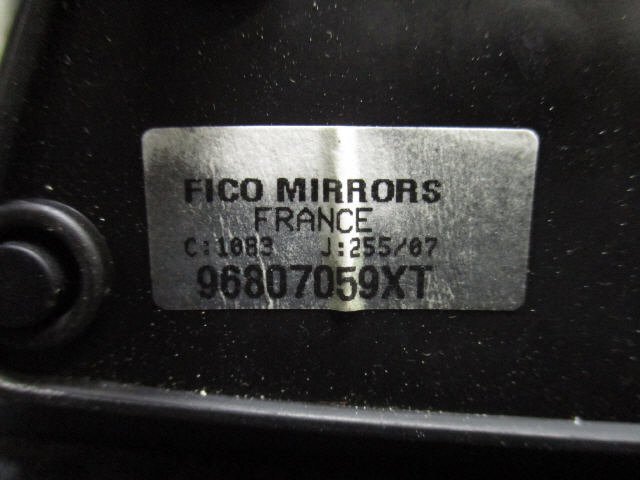 FICO MIRRORS
FRANCE
C:1083 J:255/07
96807059XT